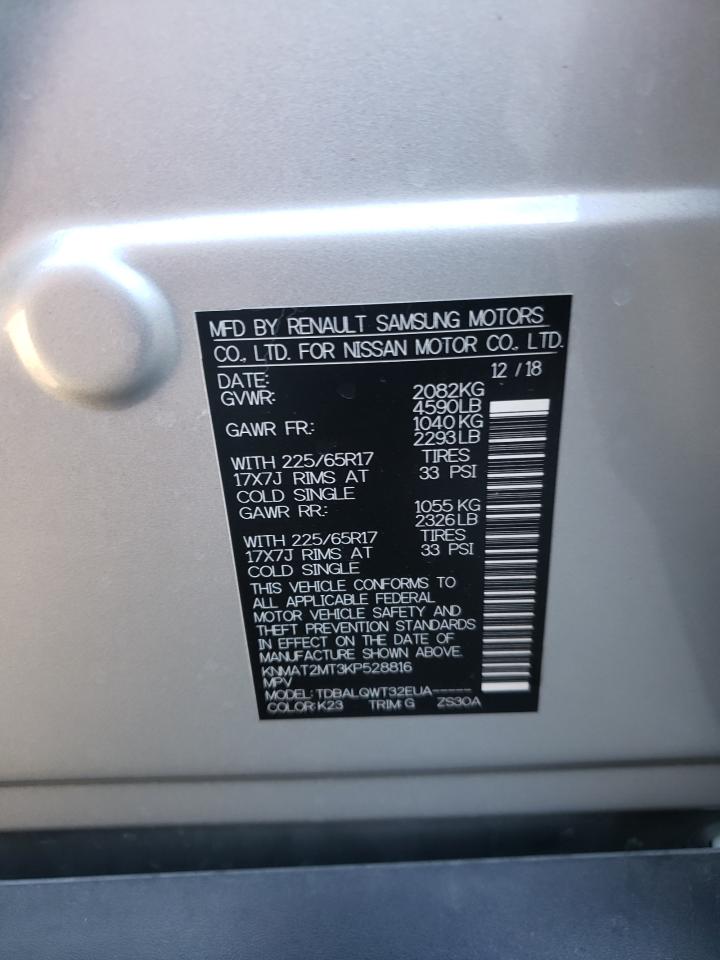 MFD BY RENAULT SAMSUNG MOTORS
CO., LTD. FOR NISSAN MOTOR CO., LTD.
DATE: 12 / 18
GVWR: 2082KG
4590LB
GAWR FR: 1040 KG
2293LB
WITH 225/65R17 TIRES
17X7J RIMS AT 33 PSI
COLD SINGLE
GAWR RR: 1055 KG
2326LB
WITH 225/65R17 TIRES
17X7J RIMS AT 33 PSI
COLD SINGLE
THIS VEHICLE CONFORMS TO
ALL APPLICABLE FEDERAL
MOTOR VEHICLE SAFETY AND
THEFT PREVENTION STANDARDS
IN EFFECT ON THE DATE OF
MANUFACTURE SHOWN ABOVE.
KNMAT2MT3KP528816
MPV
MODEL: TDBALQWT32EUA-----
COLOR: K23 TRIM: G ZS30A